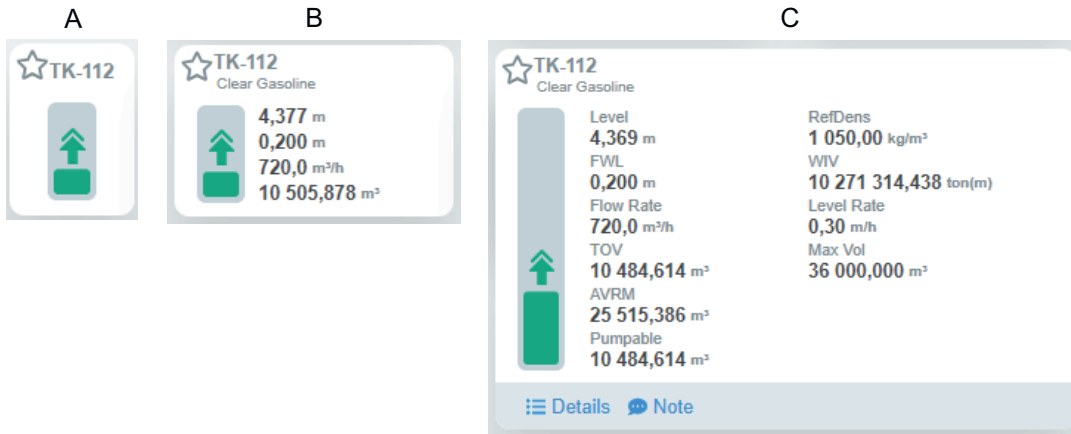 A
TK-112
B
TK-112
Clear Gasoline
4,377 m
0,200 m
720,0 m³/h
10 505,878 m³
C
TK-112
Clear Gasoline
Level
4,369 m
FWL
0,200 m
Flow Rate
720,0 m³/h
TOV
10 484,614 m³
AVRM
25 515,386 m³
Pumpable
10 484,614 m³
RefDens
1 050,00 kg/m³
WIV
10 271 314,438 ton(m)
Level Rate
0,30 m/h
Max Vol
36 000,000 m³
Details Note